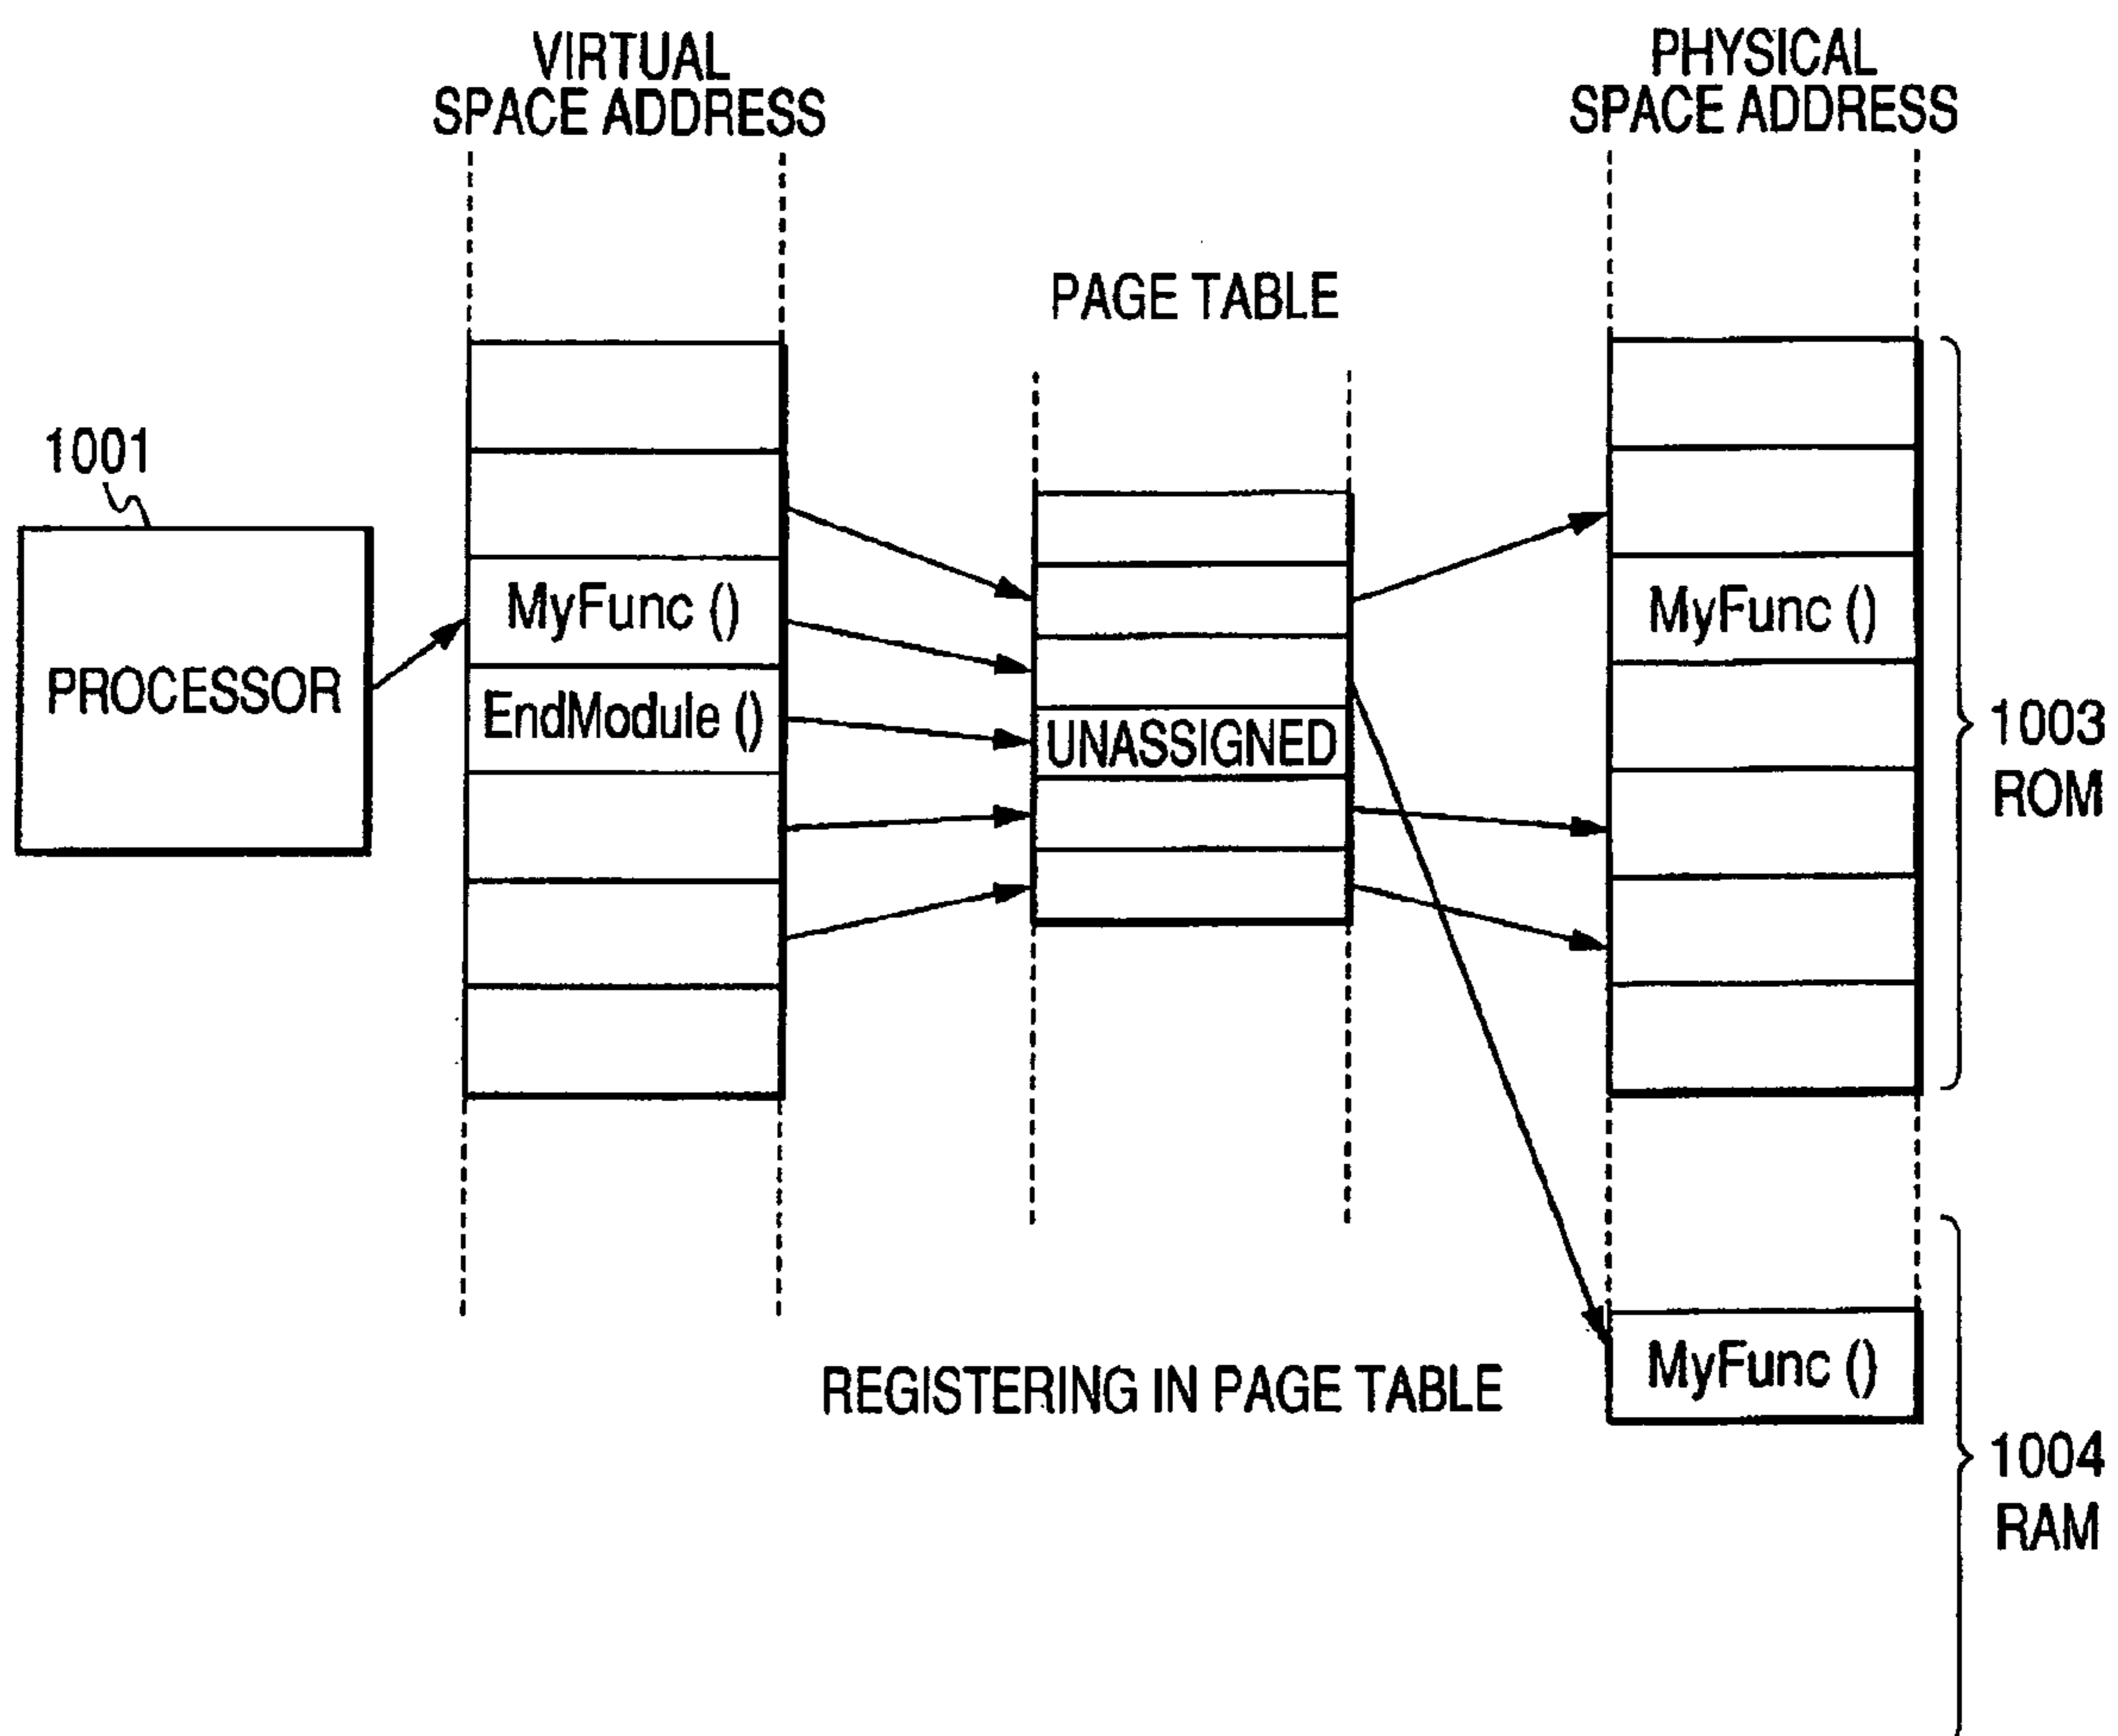 VIRTUAL
SPACE ADDRESS
PHYSICAL
SPACE ADDRESS
PAGE TABLE
1001
PROCESSOR
MyFunc ()
EndModule ()
UNASSIGNED
MyFunc ()
1003
ROM
MyFunc ()
REGISTERING IN PAGE TABLE
1004
RAM